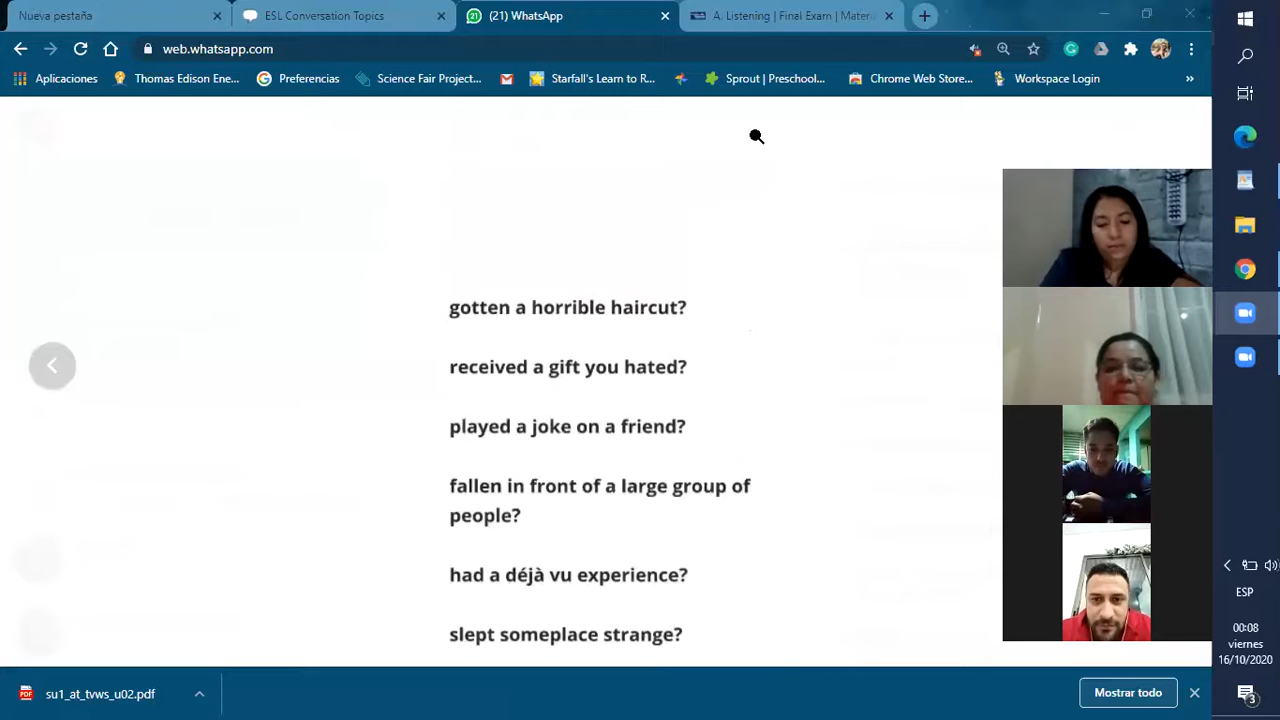 Nueva pestaña
ESL Conversation Topics
(21) WhatsApp
A. Listening | Final Exam | Materi
web.whatsapp.com
Aplicaciones
Thomas Edison Ene...
Preferencias
Science Fair Project...
Starfall's Learn to R...
Sprout | Preschool...
Chrome Web Store...
Workspace Login
»
gotten a horrible haircut?
received a gift you hated?
played a joke on a friend?
fallen in front of a large group of
people?
had a déjà vu experience?
slept someplace strange?
ESP
00:08
viernes
16/10/2020
3
PDF
su1_at_tvws_u02.pdf
Mostrar todo